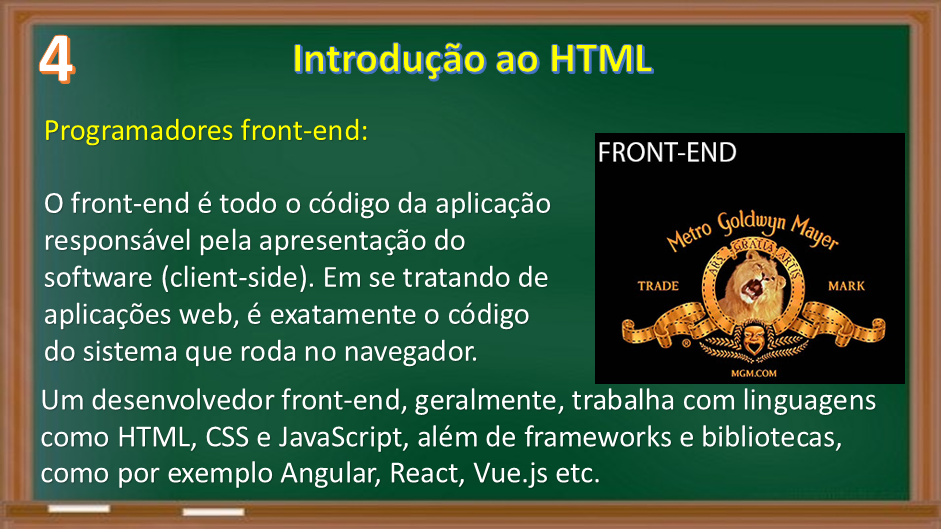 4
Introdução ao HTML
Programadores front-end:
O front-end é todo o código da aplicação
responsável pela apresentação do
software (client-side). Em se tratando de
aplicações web, é exatamente o código
do sistema que roda no navegador.
FRONT-END
Metro Goldwyn Mayer
ARS GRATIA ARTIS
TRADE MARK
®
MGM.COM
Um desenvolvedor front-end, geralmente, trabalha com linguagens
como HTML, CSS e JavaScript, além de frameworks e bibliotecas,
como por exemplo Angular, React, Vue.js etc.